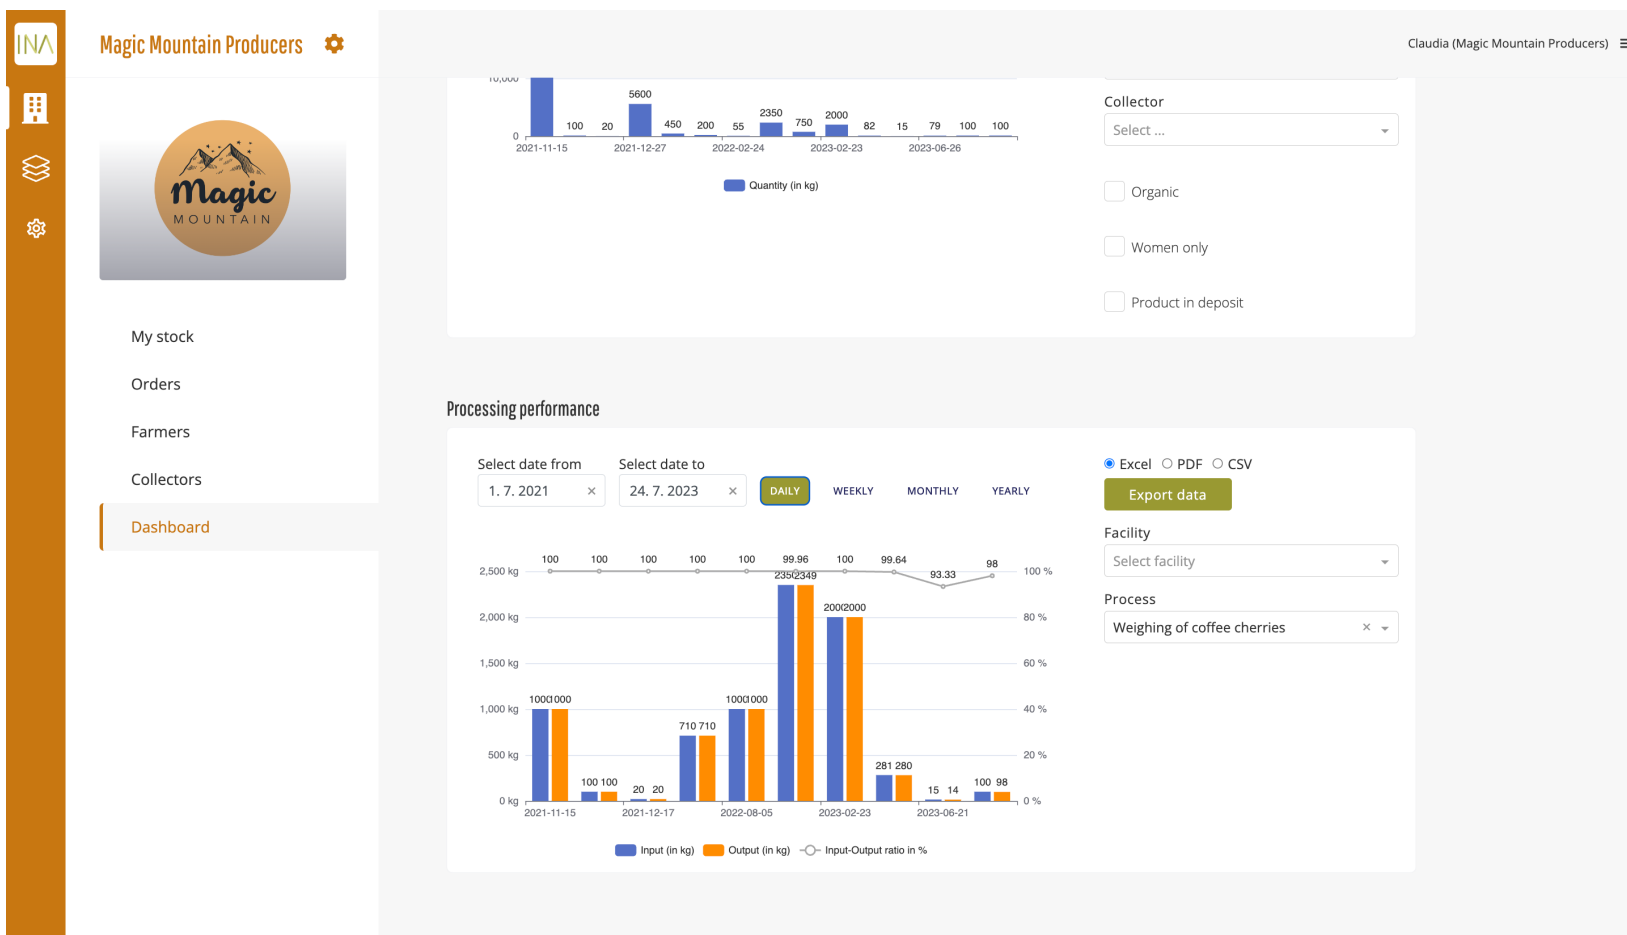 INA
Magic Mountain Producers
Claudia (Magic Mountain Producers)
Magic
MOUNTAIN
My stock
Orders
Farmers
Collectors
Dashboard
10,000
0
100
20
5600
450
200
55
2350
750
2000
82
15
79
100
100
2021-11-15
2021-12-27
2022-02-24
2023-02-23
2023-06-26
Quantity (in kg)
Collector
Select ...
Organic
Women only
Product in deposit
Processing performance
Select date from
1. 7. 2021 ×
Select date to
24. 7. 2023 ×
DAILY WEEKLY MONTHLY YEARLY
Excel PDF CSV
Export data
Facility
Select facility
Process
Weighing of coffee cherries ×
100 100 100 100 100 99.96 100 99.64 93.33 98
2,500 kg
2,000 kg
1,500 kg
1,000 kg
500 kg
0 kg
100 %
80 %
60 %
40 %
20 %
0 %
1000 1000
100 100
20 20
710 710
1000 1000
2350 2349
2000 2000
281 280
15 14
100 98
2021-11-15
2021-12-17
2022-08-05
2023-02-23
2023-06-21
Input (in kg) Output (in kg) Input-Output ratio in %